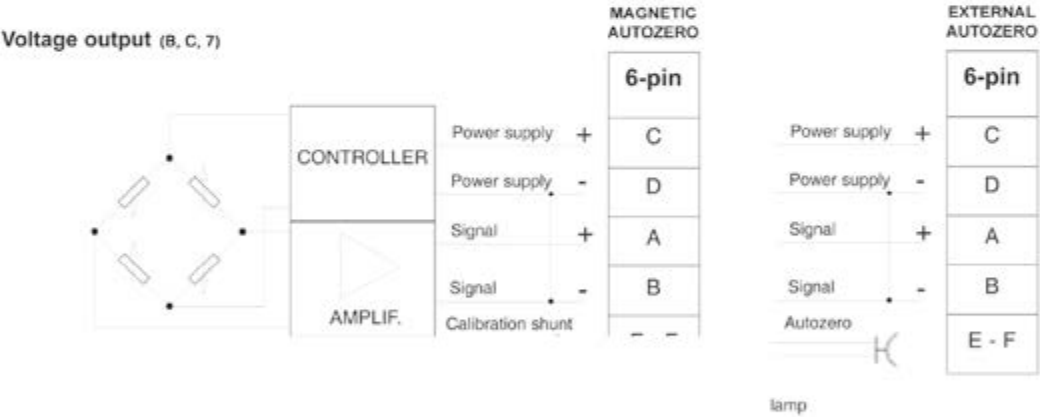 MAGNETIC
AUTOZERO
EXTERNAL
AUTOZERO
Voltage output (B, C, 7)
6-pin
6-pin
CONTROLLER
Power supply +
C
Power supply +
C
Power supply -
D
Power supply -
D
Signal +
A
Signal +
A
Signal -
B
Signal -
B
AMPLIF.
Calibration shunt
Autozero
E - F
lamp